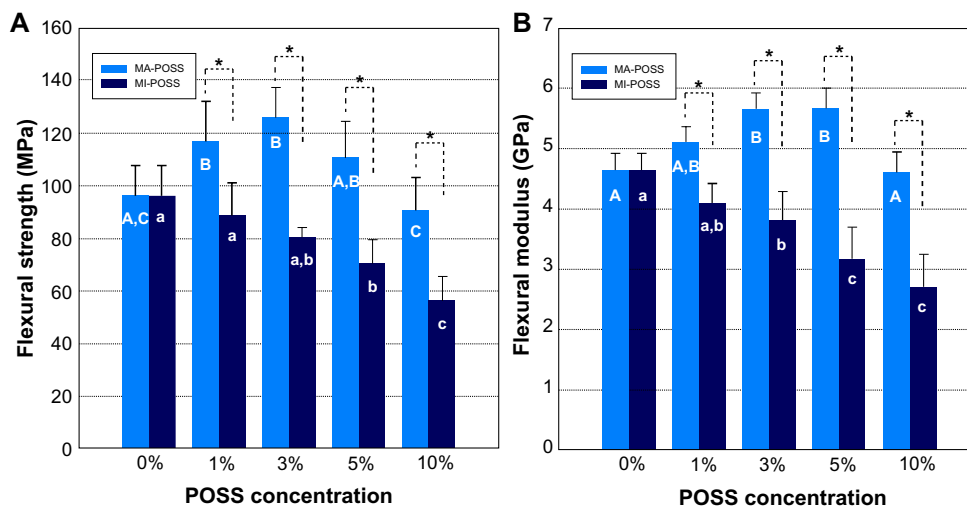 A
Flexural strength (MPa)
160
140
120
100
80
60
40
20
0
MA-POSS
MI-POSS
*
*
*
*
A,C
a
B
a
B
a,b
A,B
b
C
c
0%
1%
3%
5%
10%
POSS concentration
B
Flexural modulus (GPa)
7
6
5
4
3
2
1
0
MA-POSS
MI-POSS
*
*
*
*
A
a
A,B
a,b
B
b
B
c
A
c
0%
1%
3%
5%
10%
POSS concentration